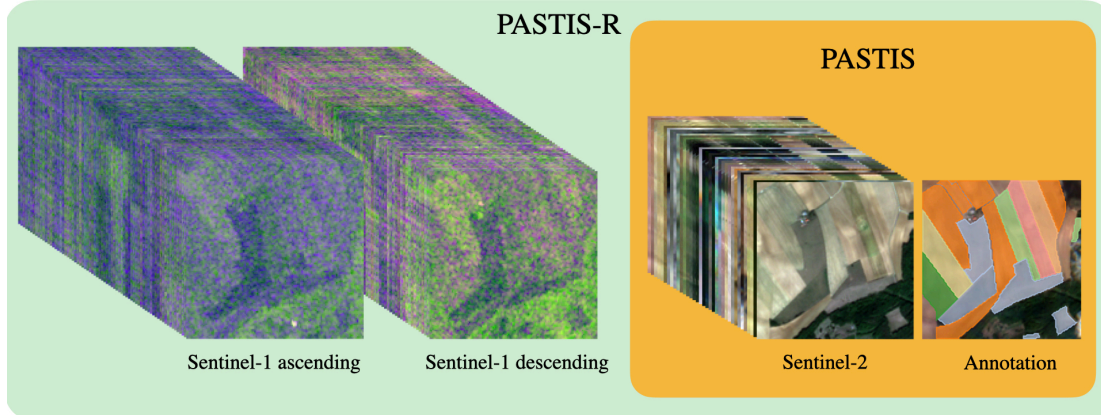 PASTIS-R
PASTIS
Sentinel-1 ascending
Sentinel-1 descending
Sentinel-2
Annotation